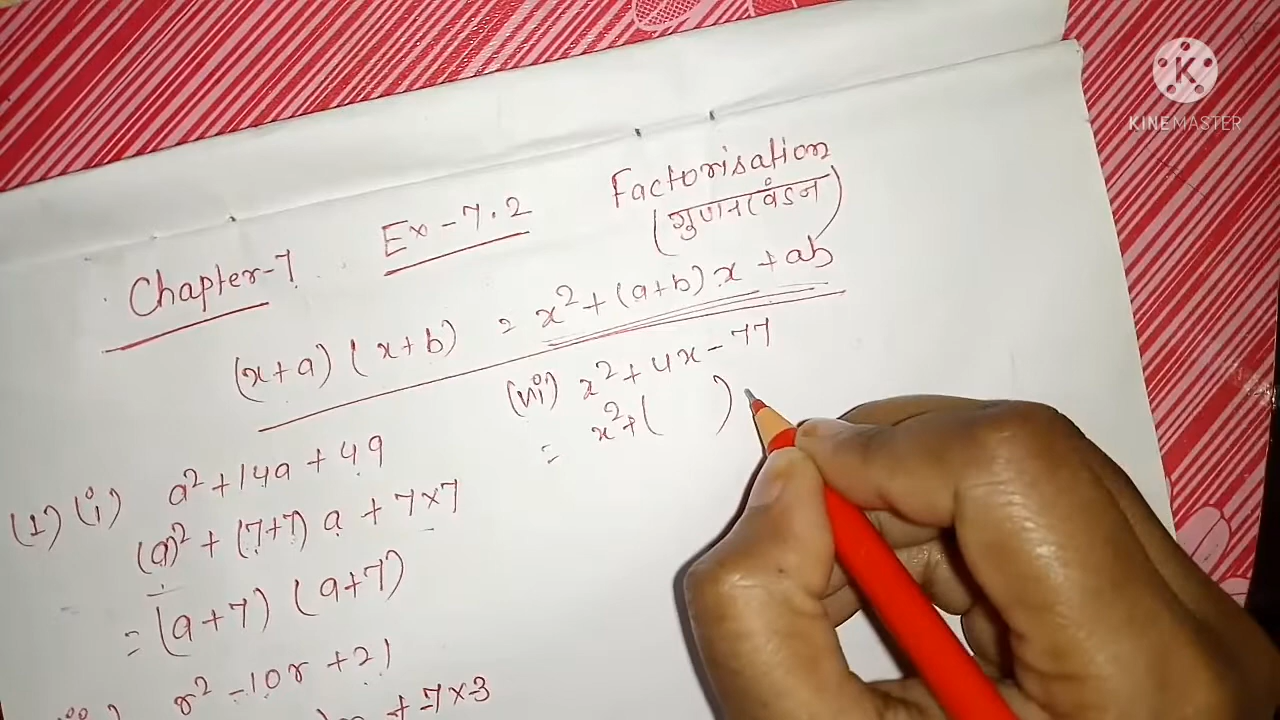 KINEMASTER
Chapter-7 Ex-7.2 Factorisation
(गुणनखंडन)
(x+a) (x+b) = x²+(a+b)x +ab
(1) (i) a²+14a+49
(a)² + (7+7) a + 7×7
= (a+7) (a+7)
r² -10r +21
+ 7×3
(vii) x²+4x-77
= x²+( )